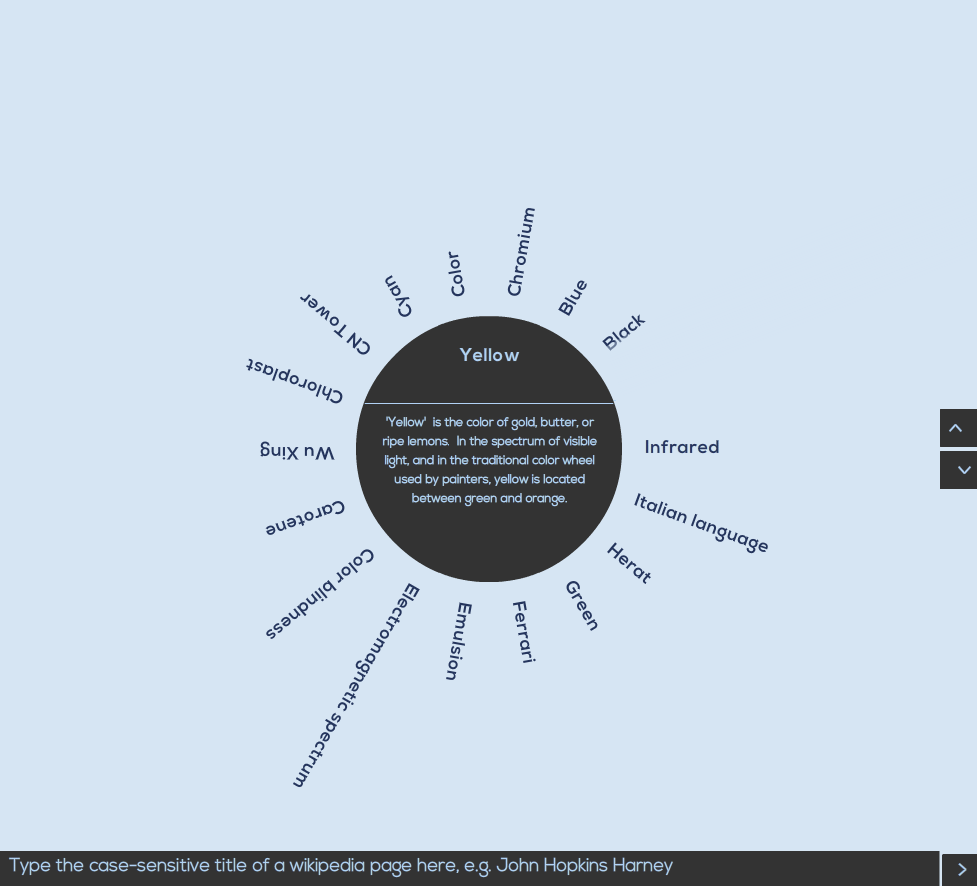 Chromium
Color
Cyan
Blue
CN Tower
Black
Chloroplast
Yellow
'Yellow'  is the color of gold, butter, or
ripe lemons.  In the spectrum of visible
light, and in the traditional color wheel
used by painters, yellow is located
between green and orange.
Wu Xing
Infrared
Carotene
Italian language
Color blindness
Herat
Electromagnetic spectrum
Emulsion
Ferrari
Green
Type the case-sensitive title of a wikipedia page here, e.g. John Hopkins Harney